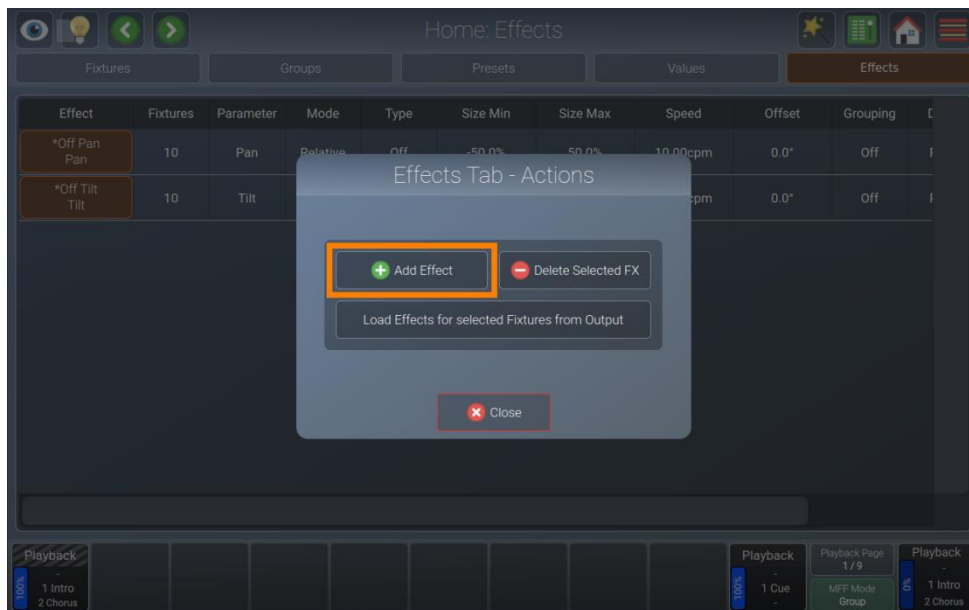 Home: Effects
Fixtures Groups Presets Values Effects
Effect Fixtures Parameter Mode Type Size Min Size Max Speed Offset Grouping
*Off Pan
Pan
10 Pan Relative Off -50.0% 50.0% 10.00cpm 0.0° Off
*Off Tilt
Tilt
10 Tilt 0.0° Off
Effects Tab - Actions
Add Effect
Delete Selected FX
Load Effects for selected Fixtures from Output
Close
Playback
-
1 Intro
2 Chorus
100%
Playback
-
1 Cue
-
100%
Playback Page
1 / 9
MFF Mode
Group
Playback
-
1 Intro
2 Chorus
0%